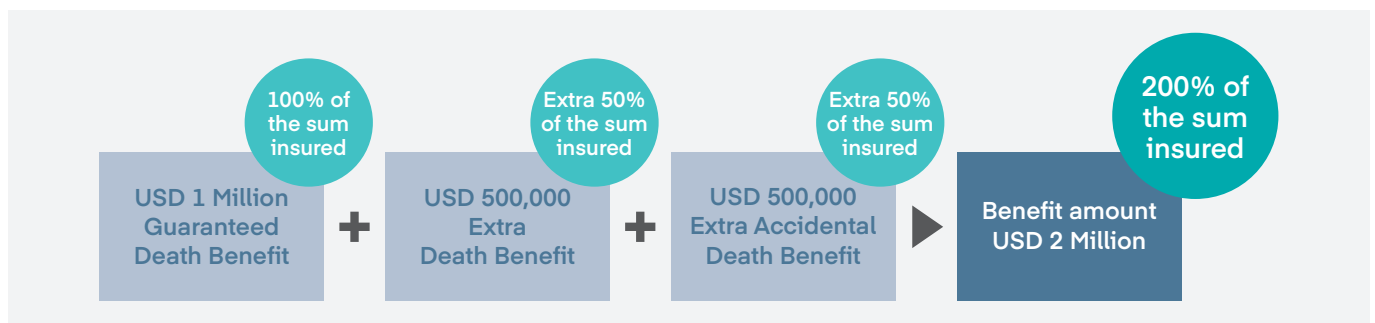 100% of
the sum
insured
USD 1 Million
Guaranteed
Death Benefit
+
Extra 50%
of the sum
insured
USD 500,000
Extra
Death Benefit
+
Extra 50%
of the sum
insured
USD 500,000
Extra Accidental
Death Benefit
200% of
the sum
insured
Benefit amount
USD 2 Million